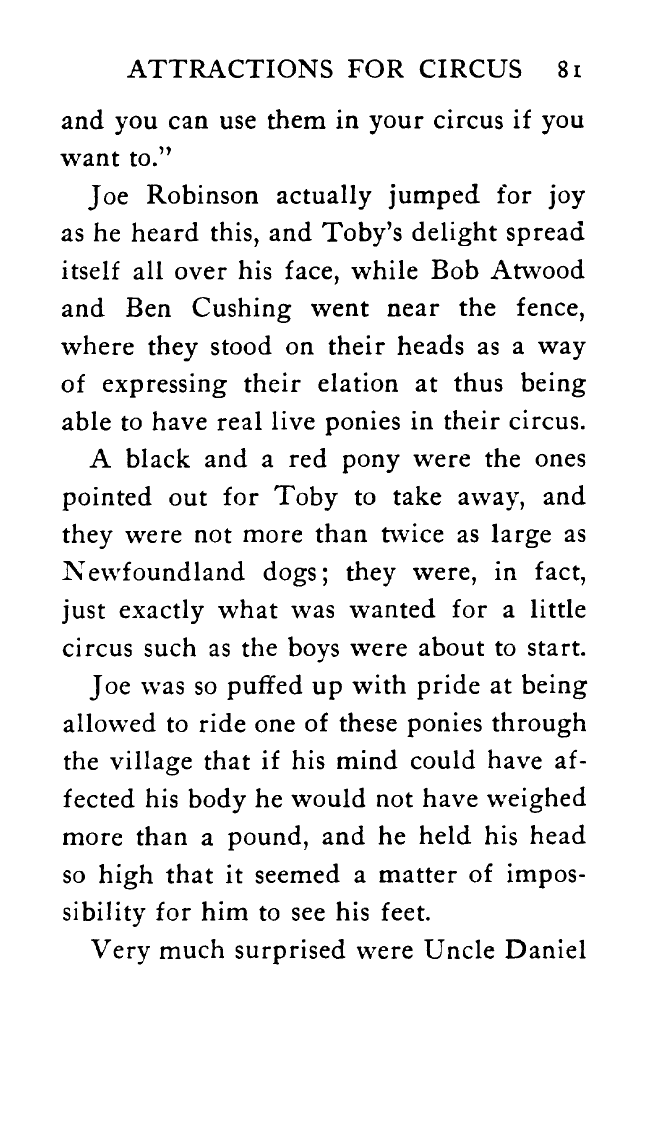 ATTRACTIONS FOR CIRCUS 81
and you can use them in your circus if you
want to."
Joe Robinson actually jumped for joy
as he heard this, and Toby's delight spread
itself all over his face, while Bob Atwood
and Ben Cushing went near the fence,
where they stood on their heads as a way
of expressing their elation at thus being
able to have real live ponies in their circus.
A black and a red pony were the ones
pointed out for Toby to take away, and
they were not more than twice as large as
Newfoundland dogs; they were, in fact,
just exactly what was wanted for a little
circus such as the boys were about to start.
Joe was so puffed up with pride at being
allowed to ride one of these ponies through
the village that if his mind could have af-
fected his body he would not have weighed
more than a pound, and he held his head
so high that it seemed a matter of impos-
sibility for him to see his feet.
Very much surprised were Uncle Daniel